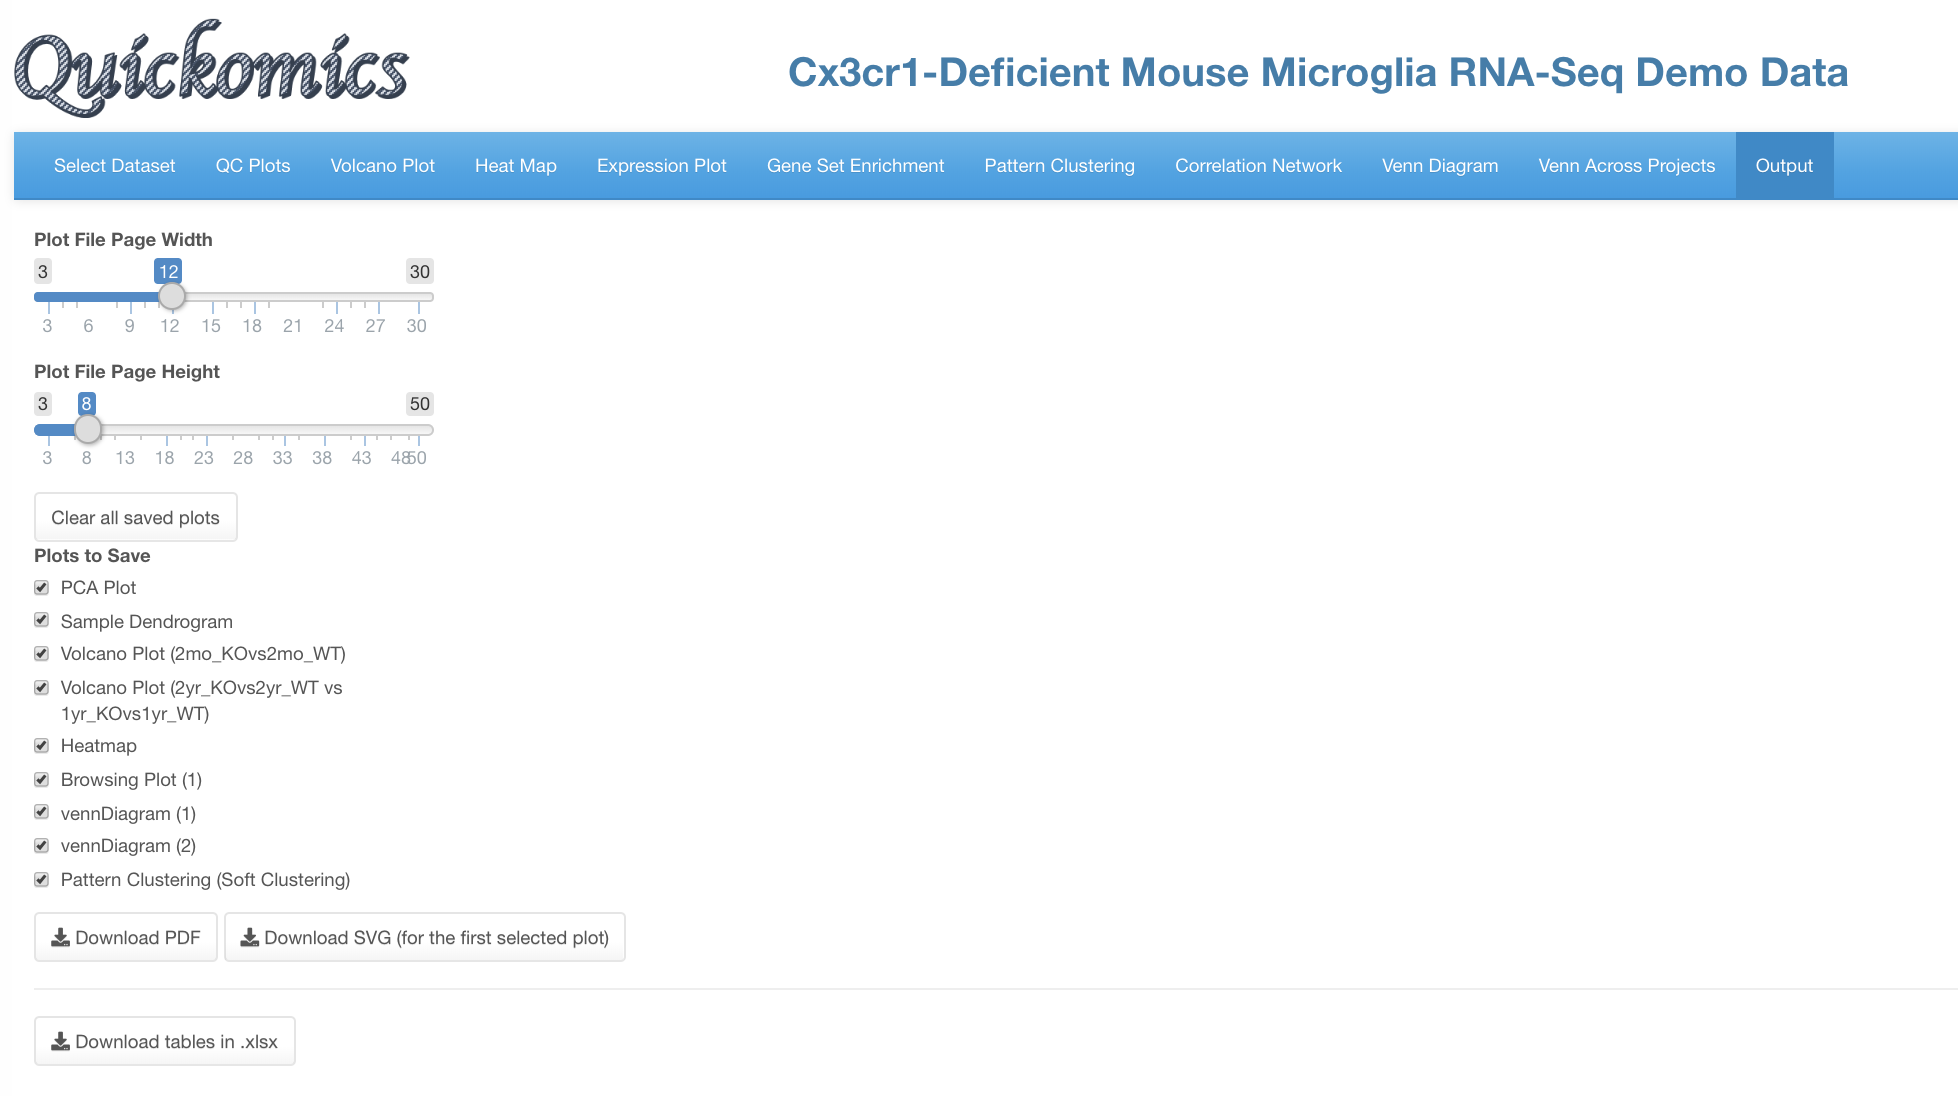 Quickomics
Cx3cr1-Deficient Mouse Microglia RNA-Seq Demo Data
Select Dataset QC Plots Volcano Plot Heat Map Expression Plot Gene Set Enrichment Pattern Clustering Correlation Network Venn Diagram Venn Across Projects Output
Plot File Page Width
3 12 30
3 6 9 12 15 18 21 24 27 30
Plot File Page Height
3 8 50
3 8 13 18 23 28 33 38 43 48 50
Clear all saved plots
Plots to Save
PCA Plot
Sample Dendrogram
Volcano Plot (2mo_KOvs2mo_WT)
Volcano Plot (2yr_KOvs2yr_WT vs
1yr_KOvs1yr_WT)
Heatmap
Browsing Plot (1)
vennDiagram (1)
vennDiagram (2)
Pattern Clustering (Soft Clustering)
Download PDF Download SVG (for the first selected plot)
Download tables in .xlsx